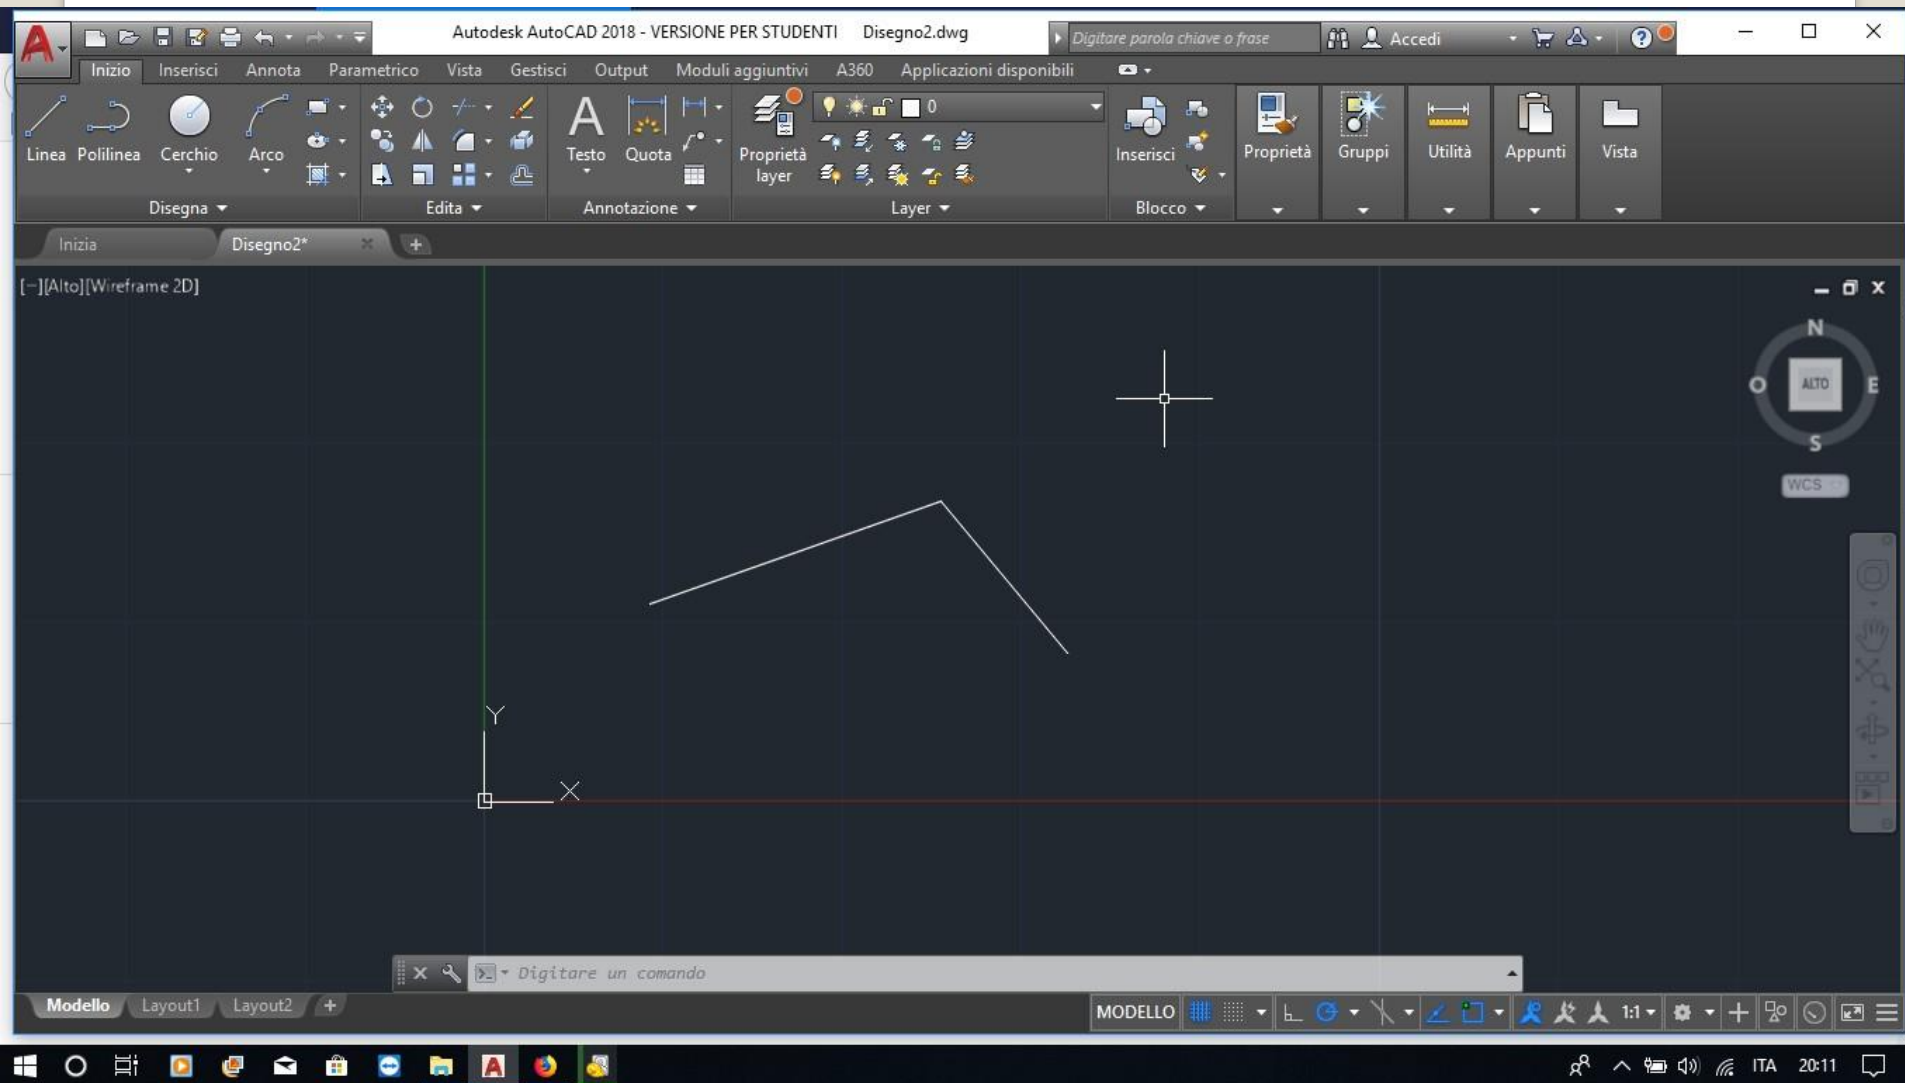 Autodesk AutoCAD 2018 - VERSIONE PER STUDENTI Disegno2.dwg
Digitare parola chiave o frase
Accedi
Inizio Inserisci Annota Parametrico Vista Gestisci Output Moduli aggiuntivi A360 Applicazioni disponibili
0
Linea Polilinea Cerchio Arco
Testo Quota
Proprietà
layer
Inserisci
Proprietà Gruppi Utilità Appunti Vista
Disegna Edita Annotazione Layer Blocco
Inizia Disegno2*
[−][Alto][Wireframe 2D]
N
O ALTO E
S
WCS
Y
X
Digitare un comando
Modello Layout1 Layout2 +
MODELLO 1:1
ITA 20:11